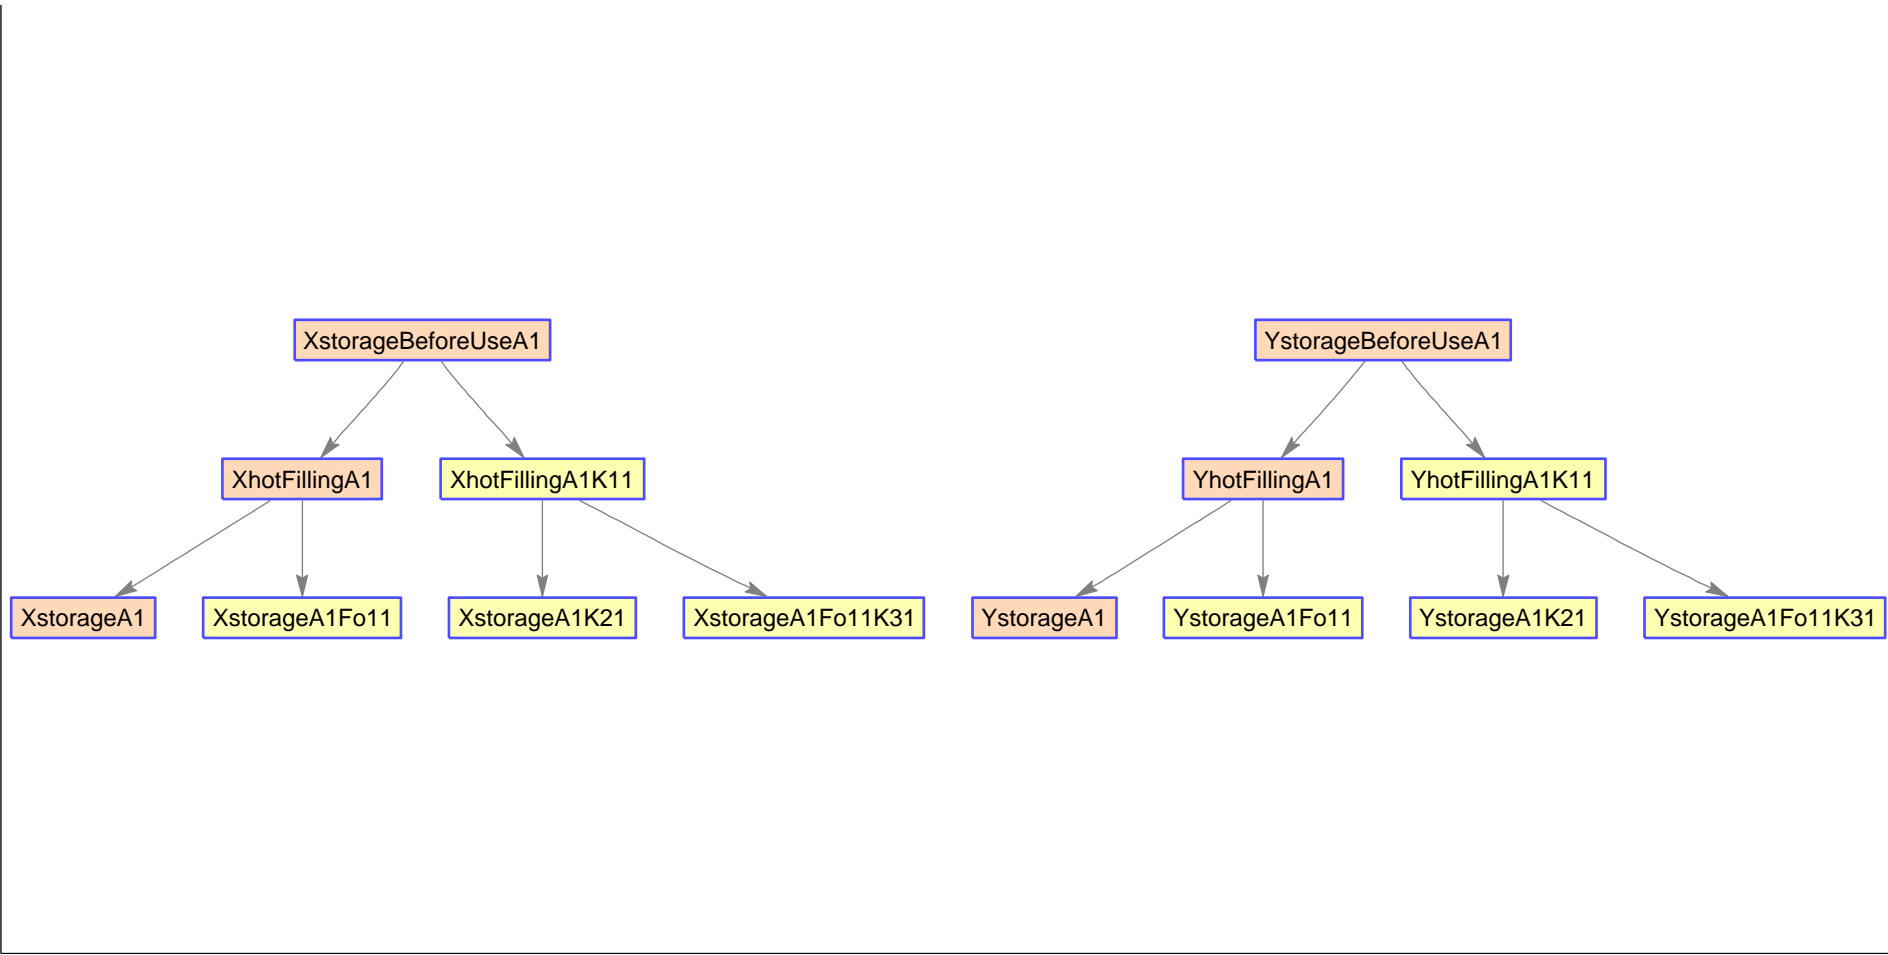 XstorageBeforeUseA1
YstorageBeforeUseA1
XhotFillingA1
XhotFillingA1K11
YhotFillingA1
YhotFillingA1K11
XstorageA1
XstorageA1Fo11
XstorageA1K21
XstorageA1Fo11K31
YstorageA1
YstorageA1Fo11
YstorageA1K21
YstorageA1Fo11K31